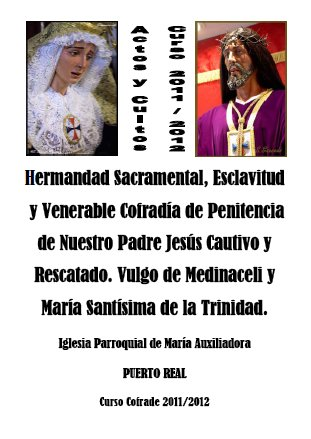 Actos y Cultos
Curso 2011 / 2012
Hermandad Sacramental, Esclavitud
y Venerable Cofradía de Penitencia
de Nuestro Padre Jesús Cautivo y
Rescatado. Vulgo de Medinaceli y
María Santísima de la Trinidad.
Iglesia Parroquial de María Auxiliadora
PUERTO REAL
Curso Cofrade 2011/2012